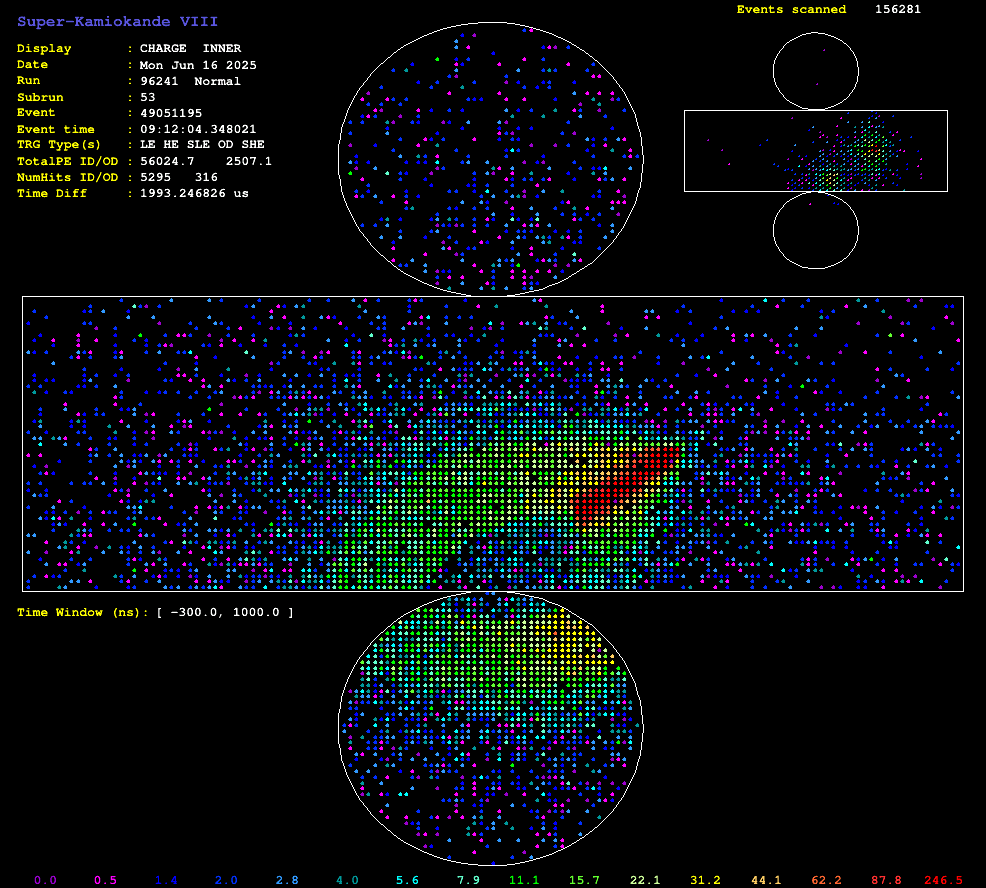 Super-Kamiokande VIII
Events scanned 156281
Display : CHARGE INNER
Date : Mon Jun 16 2025
Run : 96241 Normal
Subrun : 53
Event : 49051195
Event time : 09:12:04.348021
TRG Type(s) : LE HE SLE OD SHE
TotalPE ID/OD : 56024.7 2507.1
NumHits ID/OD : 5295 316
Time Diff : 1993.246826 us
Time Window (ns): [ -300.0, 1000.0 ]
0.0 0.5 1.4 2.0 2.8 4.0 5.6 7.9 11.1 15.7 22.1 31.2 44.1 62.2 87.8 246.5